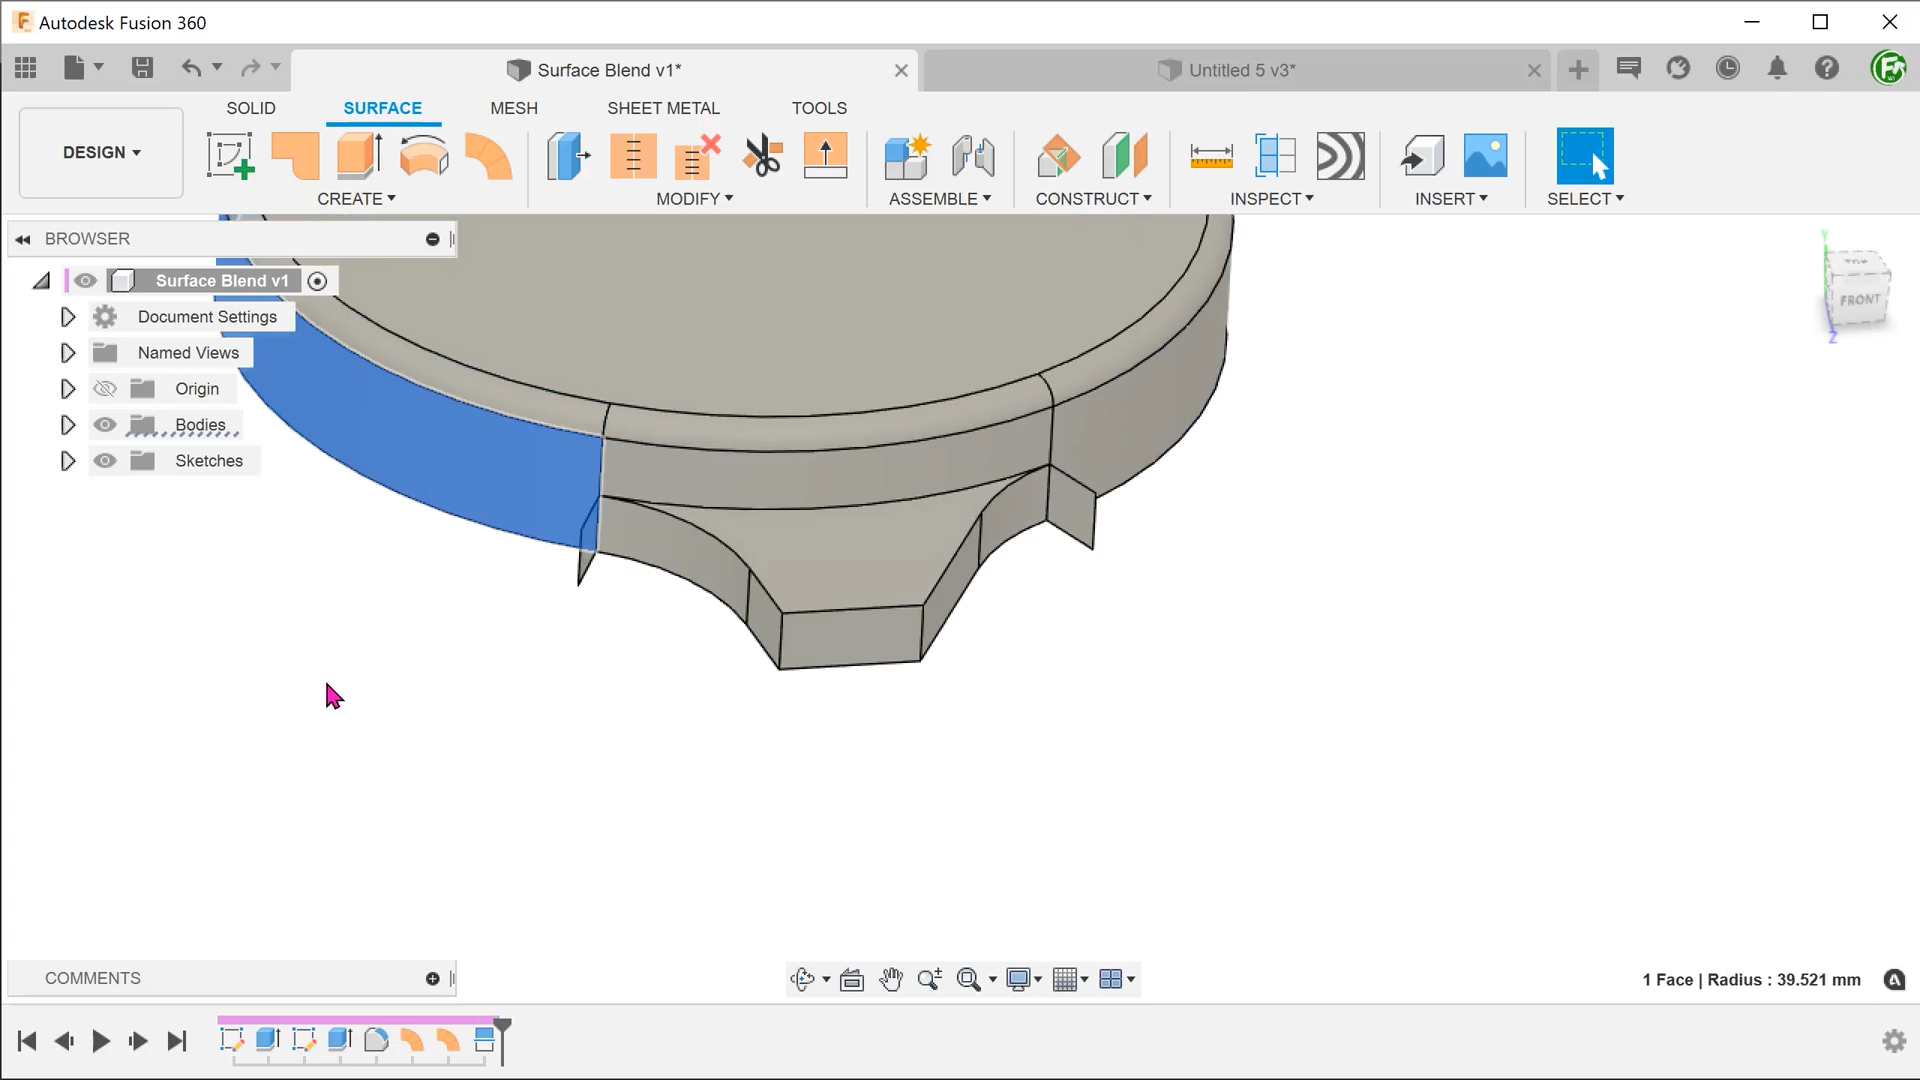 Autodesk Fusion 360
Surface Blend v1*
Untitled 5 v3*
SOLID
SURFACE
MESH
SHEET METAL
TOOLS
DESIGN
CREATE
MODIFY
ASSEMBLE
CONSTRUCT
INSPECT
INSERT
SELECT
BROWSER
Surface Blend v1
Document Settings
Named Views
Origin
Bodies
Sketches
Y
TOP
FRONT
Z
COMMENTS
1 Face | Radius : 39.521 mm